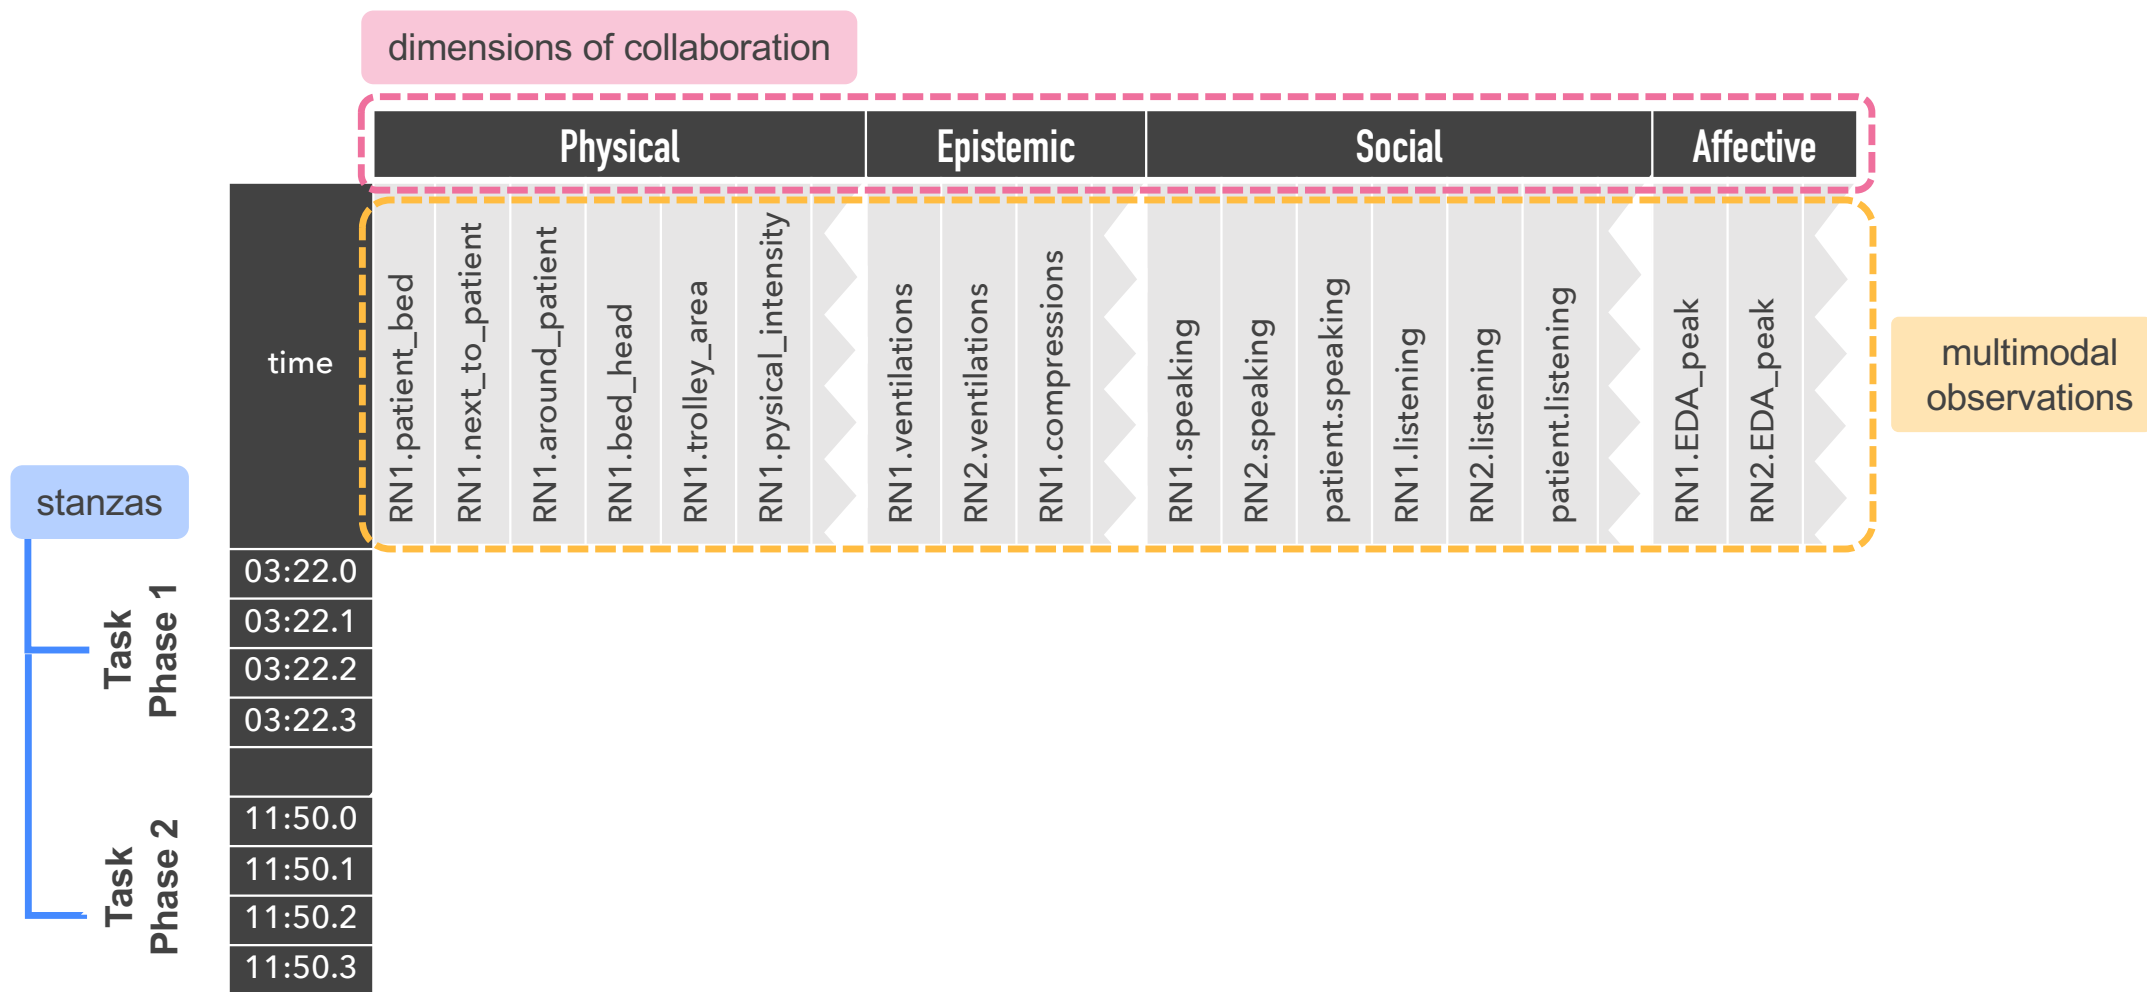 dimensions of collaboration
Physical
Epistemic
Social
Affective
time
RN1.patient_bed
RN1.next_to_patient
RN1.around_patient
RN1.bed_head
RN1.trolley_area
RN1.pysical_intensity
RN1.ventilations
RN2.ventilations
RN1.compressions
RN1.speaking
RN2.speaking
patient.speaking
RN1.listening
RN2.listening
patient.listening
RN1.EDA_peak
RN2.EDA_peak
multimodal
observations
stanzas
Task
Phase 1
03:22.0
03:22.1
03:22.2
03:22.3
Task
Phase 2
11:50.0
11:50.1
11:50.2
11:50.3